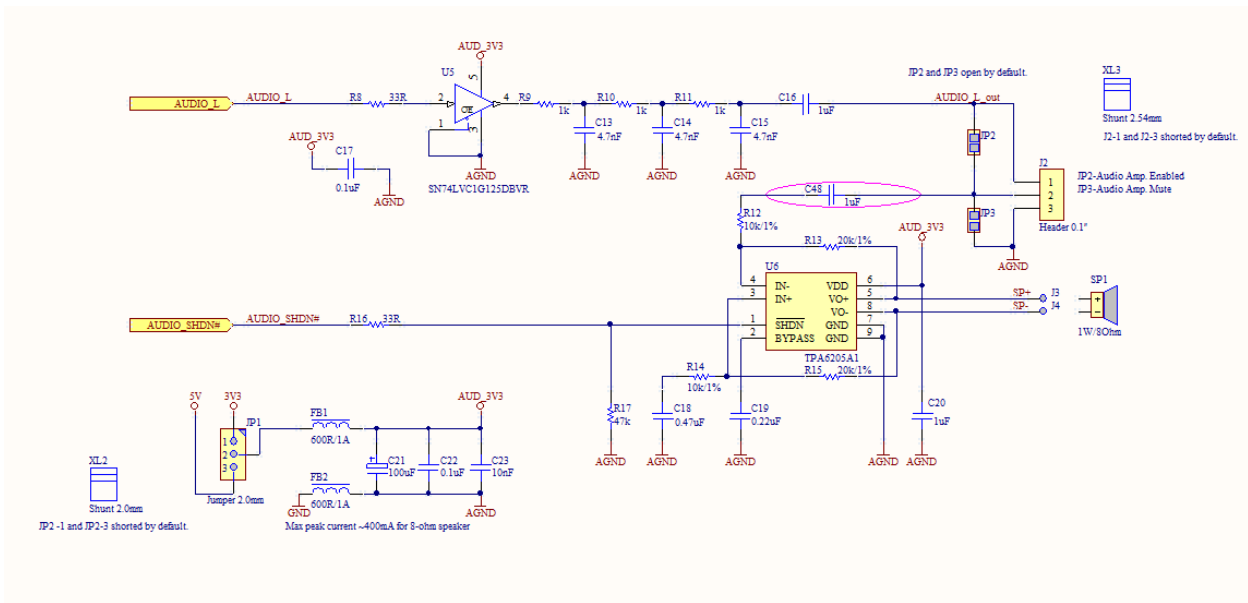 AUD_3V3
U5
5
AUDIO_L
AUDIO_L
R8
33R
2
OE
4
1
3
R9
1k
R10
1k
R11
1k
C13
4.7nF
C14
4.7nF
C15
4.7nF
C16
1uF
AGND
AGND
AGND
AGND
SN74LVC1G125DBVR
AUD_3V3
C17
0.1uF
AGND
JP2 and JP3 open by default.
AUDIO_L_out
XL3
Shunt 2.54mm
J2-1 and J2-3 shorted by default.
JP2
J2
1
2
3
Header 0.1"
JP2-Audio Amp. Enabled
JP3-Audio Amp. Mute
JP3
AGND
C48
1uF
R12
10k/1%
R13
20k/1%
AUD_3V3
U6
4
IN-
3
IN+
1
SHDN
2
BYPASS
VDD
6
VO+
5
VO-
8
GND
7
GND
9
TPA6205A1
SP+
J3
SP-
J4
SP1
+
-
1W/8Ohm
AUDIO_SHDN#
AUDIO_SHDN#
R16
33R
R14
10k/1%
R15
20k/1%
R17
47k
C18
0.47uF
C19
0.22uF
C20
1uF
AGND
AGND
AGND
AGND
AGND
5V
3V3
JP1
1
2
3
Jumper 2.0mm
FB1
600R/1A
FB2
600R/1A
GND
AUD_3V3
+
C21
100uF
C22
0.1uF
C23
10nF
AGND
XL2
Shunt 2.0mm
JP2 -1 and JP2-3 shorted by default.
Max peak current ~400mA for 8-ohm speaker